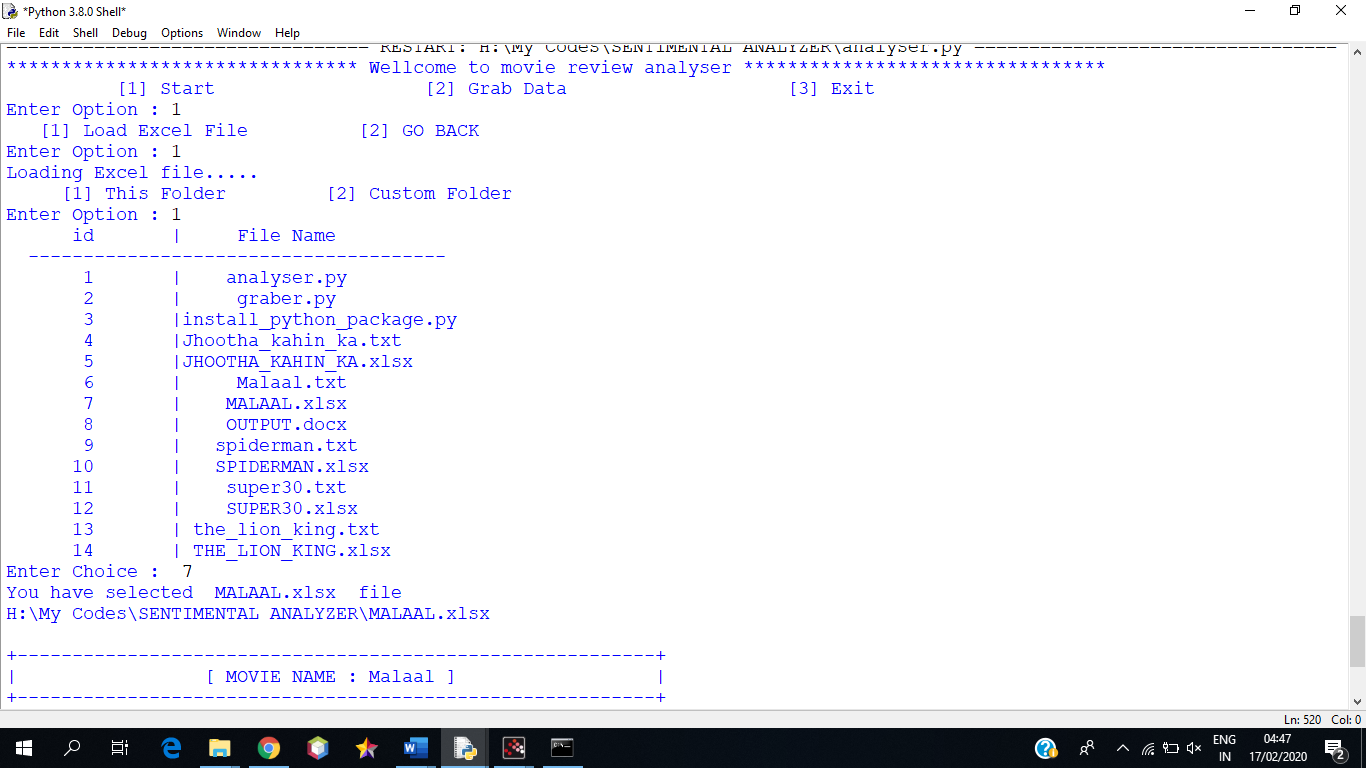 *Python 3.8.0 Shell*
File Edit Shell Debug Options Window Help
================================= RESTART: H:\My Codes\SENTIMENTAL ANALYZER\analyser.py =================================
******************************** Wellcome to movie review analyser *********************************
[1] Start [2] Grab Data [3] Exit
Enter Option : 1
[1] Load Excel File [2] GO BACK
Enter Option : 1
Loading Excel file.....
[1] This Folder [2] Custom Folder
Enter Option : 1
id | File Name
--------------------------------------
1 | analyser.py
2 | graber.py
3 |install_python_package.py
4 |Jhootha_kahin_ka.txt
5 |JHOOTHA_KAHIN_KA.xlsx
6 | Malaal.txt
7 | MALAAL.xlsx
8 | OUTPUT.docx
9 | spiderman.txt
10 | SPIDERMAN.xlsx
11 | super30.txt
12 | SUPER30.xlsx
13 | the_lion_king.txt
14 | THE_LION_KING.xlsx
Enter Choice : 7
You have selected MALAAL.xlsx file
H:\My Codes\SENTIMENTAL ANALYZER\MALAAL.xlsx
+----------------------------------------------------------+
| [ MOVIE NAME : Malaal ] |
+----------------------------------------------------------+
Ln: 520 Col: 0
ENG
IN
04:47
17/02/2020
2